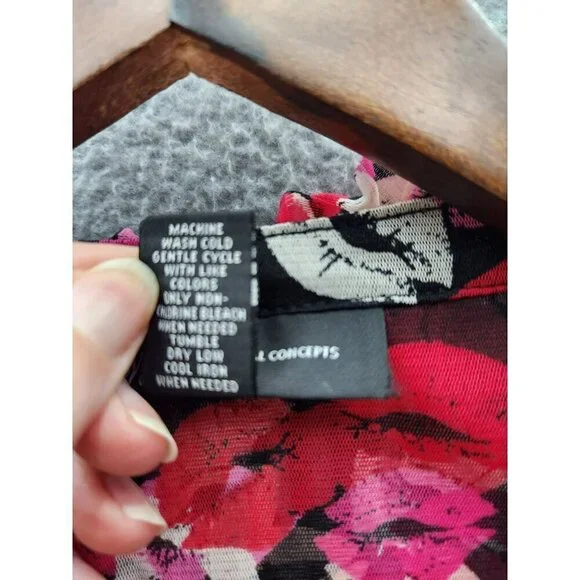 MACHINE
WASH COLD
GENTLE CYCLE
WITH LIKE
COLORS
ONLY NON-
CHLORINE BLEACH
WHEN NEEDED
TUMBLE
DRY LOW
COOL IRON
WHEN NEEDED
CONCEPTS